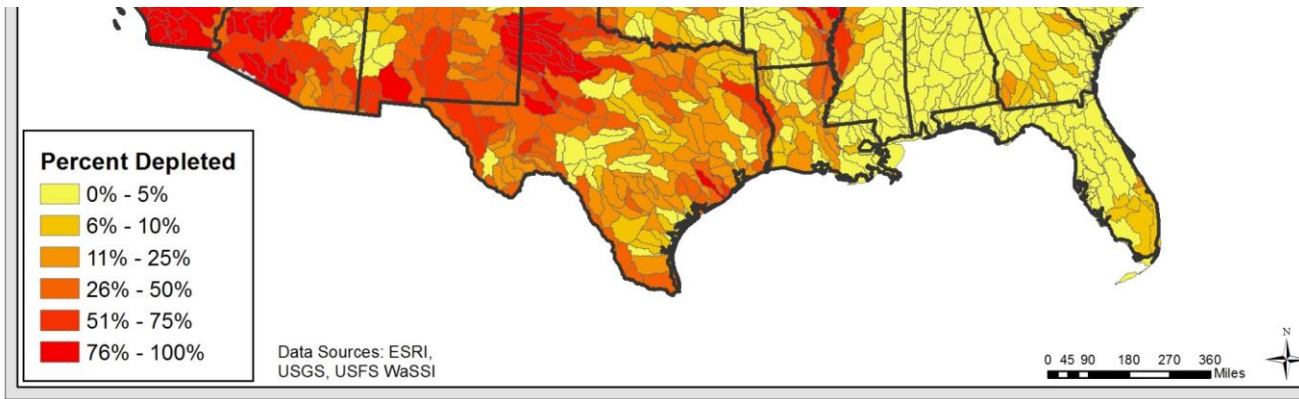 Percent Depleted
0% - 5%
6% - 10%
11% - 25%
26% - 50%
51% - 75%
76% - 100%
Data Sources: ESRI,
USGS, USFS WaSSI
0 45 90 180 270 360
Miles
N